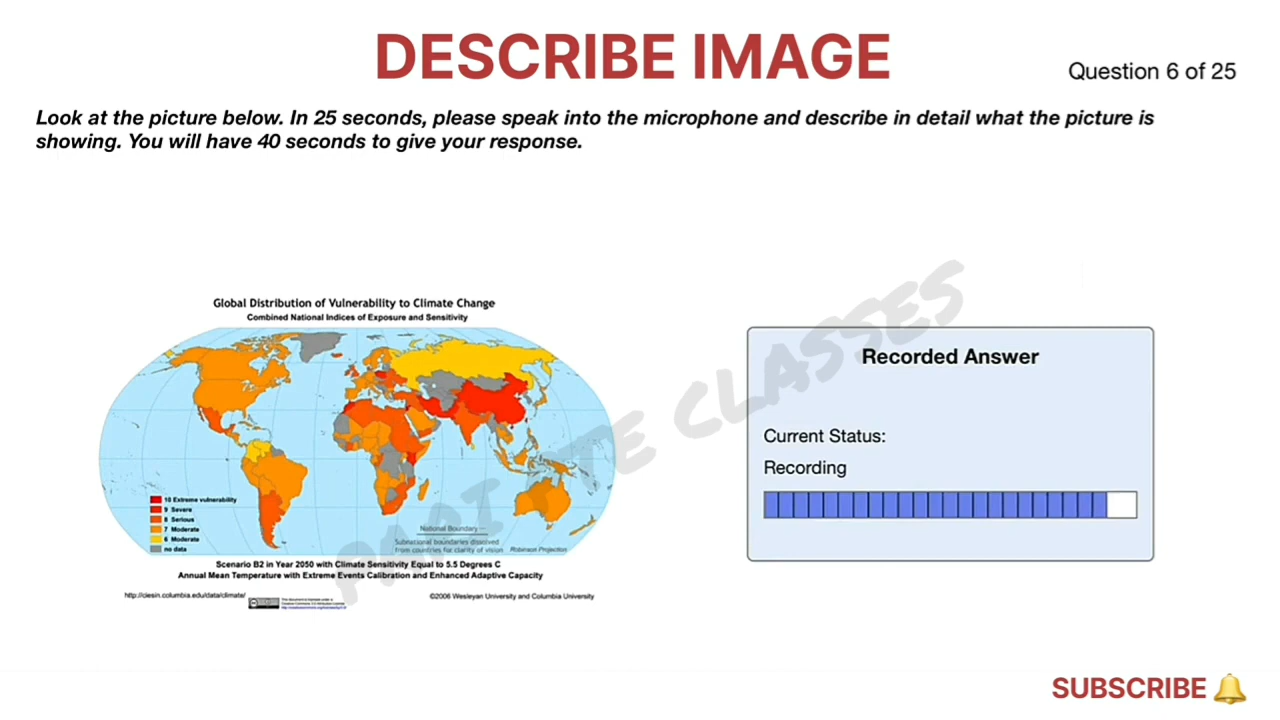 DESCRIBE IMAGE
Question 6 of 25
Look at the picture below. In 25 seconds, please speak into the microphone and describe in detail what the picture is
showing. You will have 40 seconds to give your response.
Global Distribution of Vulnerability to Climate Change
Combined National Indices of Exposure and Sensitivity
10 Extreme vulnerability
9 Severe
8 Serious
7 Moderate
6 Moderate
no data
National Boundary
Subnational boundaries dissolved
from countries for clarity of vision
Robinson Projection
Scenario B2 in Year 2050 with Climate Sensitivity Equal to 5.5 Degrees C
Annual Mean Temperature with Extreme Events Calibration and Enhanced Adaptive Capacity
http://ciesin.columbia.edu/data/climate/
©2006 Wesleyan University and Columbia University
Recorded Answer
Current Status:
Recording
CLASSES
SUBSCRIBE